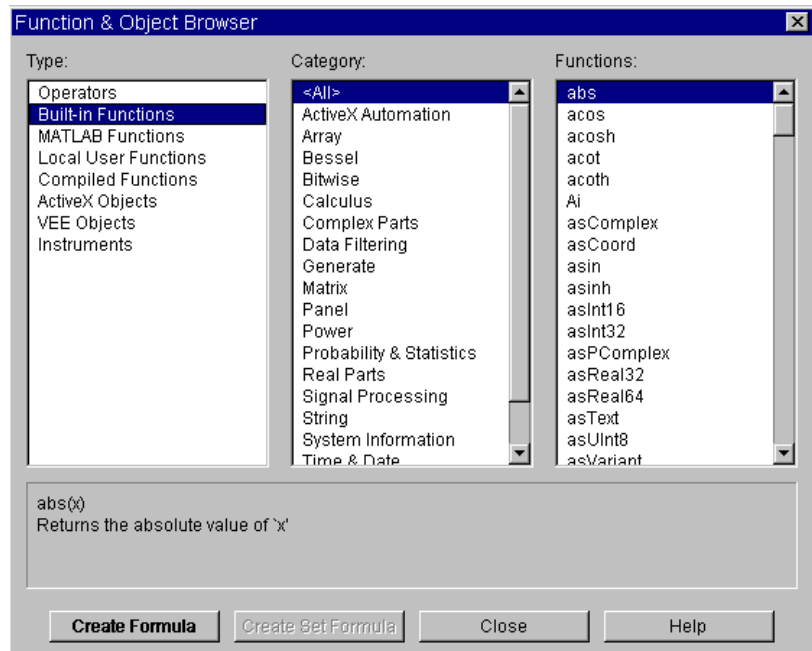 Function & Object Browser
Type:
Operators
Built-in Functions
MATLAB Functions
Local User Functions
Compiled Functions
ActiveX Objects
VEE Objects
Instruments
Category:
<All>
ActiveX Automation
Array
Bessel
Bitwise
Calculus
Complex Parts
Data Filtering
Generate
Matrix
Panel
Power
Probability & Statistics
Real Parts
Signal Processing
String
System Information
Time & Date
Functions:
abs
acos
acosh
acot
acoth
Ai
asComplex
asCoord
asin
asinh
asInt16
asInt32
asPComplex
asReal32
asReal64
asText
asUInt8
asVariant
abs(x)
Returns the absolute value of `x'
Create Formula
Create Set Formula
Close
Help